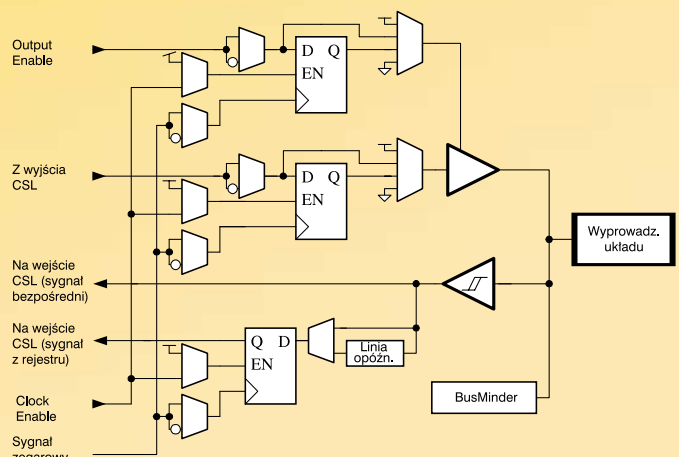 Output
Enable
D Q
EN
Z wyjścia
CSL
D Q
EN
Wyprowadz.
układu
Na wejście
CSL (sygnał
bezpośredni)
Na wejście
CSL (sygnał
z rejestru)
Q D
EN
Linia
opóźn.
BusMinder
Clock
Enable
Sygnał
zegarowy